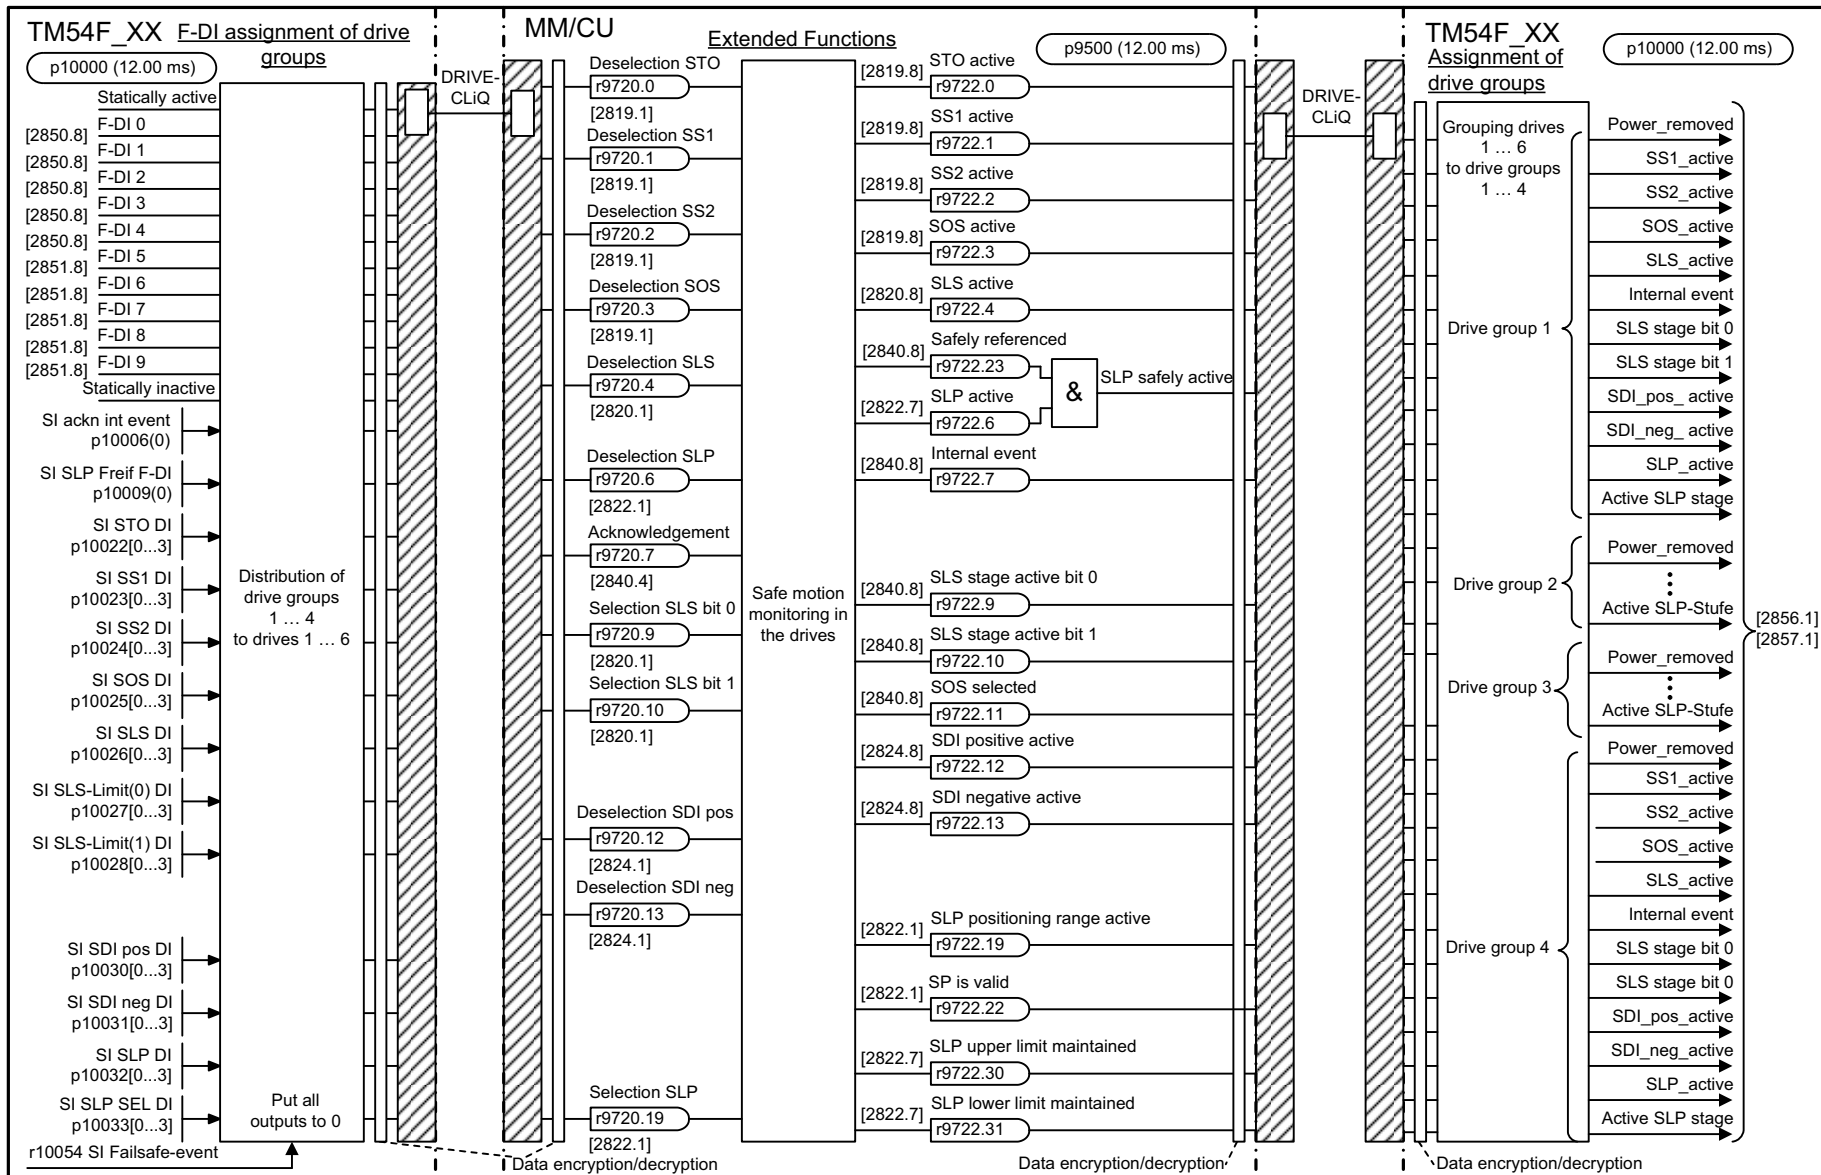 TM54F_XX
F-DI assignment of drive
groups
p10000 (12.00 ms)
Statically active
F-DI 0
[2850.8]
F-DI 1
[2850.8]
F-DI 2
[2850.8]
F-DI 3
[2850.8]
F-DI 4
[2850.8]
F-DI 5
[2851.8]
F-DI 6
[2851.8]
F-DI 7
[2851.8]
F-DI 8
[2851.8]
F-DI 9
[2851.8]
Statically inactive
SI ackn int event
p10006(0)
SI SLP Freif F-DI
p10009(0)
SI STO DI
p10022[0...3]
SI SS1 DI
p10023[0...3]
SI SS2 DI
p10024[0...3]
SI SOS DI
p10025[0...3]
SI SLS DI
p10026[0...3]
SI SLS-Limit(0) DI
p10027[0...3]
SI SLS-Limit(1) DI
p10028[0...3]
SI SDI pos DI
p10030[0...3]
SI SDI neg DI
p10031[0...3]
SI SLP DI
p10032[0...3]
SI SLP SEL DI
p10033[0...3]
r10054 SI Failsafe-event
Distribution of
drive groups
1 … 4
to drives 1 … 6
Put all
outputs to 0
DRIVE-
CLiQ
MM/CU
Extended Functions
p9500 (12.00 ms)
Deselection STO
r9720.0
[2819.1]
Deselection SS1
r9720.1
[2819.1]
Deselection SS2
r9720.2
[2819.1]
Deselection SOS
r9720.3
[2819.1]
Deselection SLS
r9720.4
[2820.1]
Deselection SLP
r9720.6
[2822.1]
Acknowledgement
r9720.7
[2840.4]
Selection SLS bit 0
r9720.9
[2820.1]
Selection SLS bit 1
r9720.10
[2820.1]
Deselection SDI pos
r9720.12
[2824.1]
Deselection SDI neg
r9720.13
[2824.1]
Selection SLP
r9720.19
[2822.1]
Data encryption/decryption
Safe motion
monitoring in
the drives
STO active
[2819.8]
r9722.0
SS1 active
[2819.8]
r9722.1
SS2 active
[2819.8]
r9722.2
SOS active
[2819.8]
r9722.3
SLS active
[2820.8]
r9722.4
Safely referenced
[2840.8]
r9722.23
SLP active
[2822.7]
r9722.6
&
SLP safely active
Internal event
[2840.8]
r9722.7
SLS stage active bit 0
[2840.8]
r9722.9
SLS stage active bit 1
[2840.8]
r9722.10
SOS selected
[2840.8]
r9722.11
SDI positive active
[2824.8]
r9722.12
SDI negative active
[2824.8]
r9722.13
SLP positioning range active
[2822.1]
r9722.19
SP is valid
[2822.1]
r9722.22
SLP upper limit maintained
[2822.7]
r9722.30
SLP lower limit maintained
[2822.7]
r9722.31
Data encryption/decryption
DRIVE-
CLiQ
TM54F_XX
Assignment of
drive groups
p10000 (12.00 ms)
Grouping drives
1 … 6
to drive groups
1 … 4
Drive group 1
Power_removed
SS1_active
SS2_active
SOS_active
SLS_active
Internal event
SLS stage bit 0
SLS stage bit 1
SDI_pos_ active
SDI_neg_ active
SLP_active
Active SLP stage
Drive group 2
Power_removed
Active SLP-Stufe
Drive group 3
Power_removed
Active SLP-Stufe
Drive group 4
Power_removed
SS1_active
SS2_active
SOS_active
SLS_active
Internal event
SLS stage bit 0
SLS stage bit 0
SDI_pos_active
SDI_neg_active
SLP_active
Active SLP stage
[2856.1]
[2857.1]
Data encryption/decryption